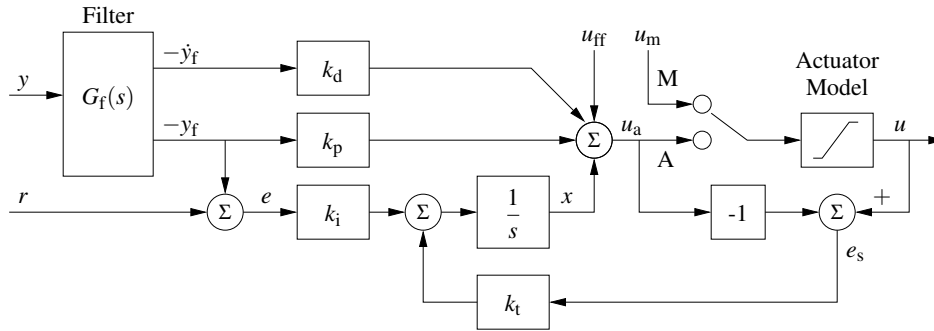 Filter
y
G_f(s)
−ẏ_f
−y_f
k_d
k_p
r
Σ
e
k_i
Σ
1/s
x
k_t
u_ff
Σ
u_a
u_m
M
A
Actuator
Model
u
-1
Σ
+
e_s